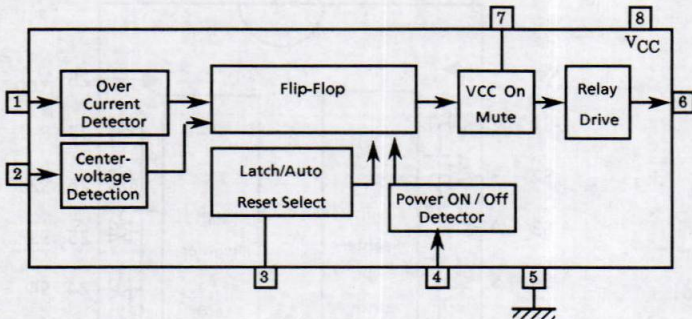 7
8
VCC
1
Over
Current
Detector
Flip-Flop
VCC On
Mute
Relay
Drive
6
2
Center-
voltage
Detection
Latch/Auto
Reset Select
Power ON / Off
Detector
3
4
5